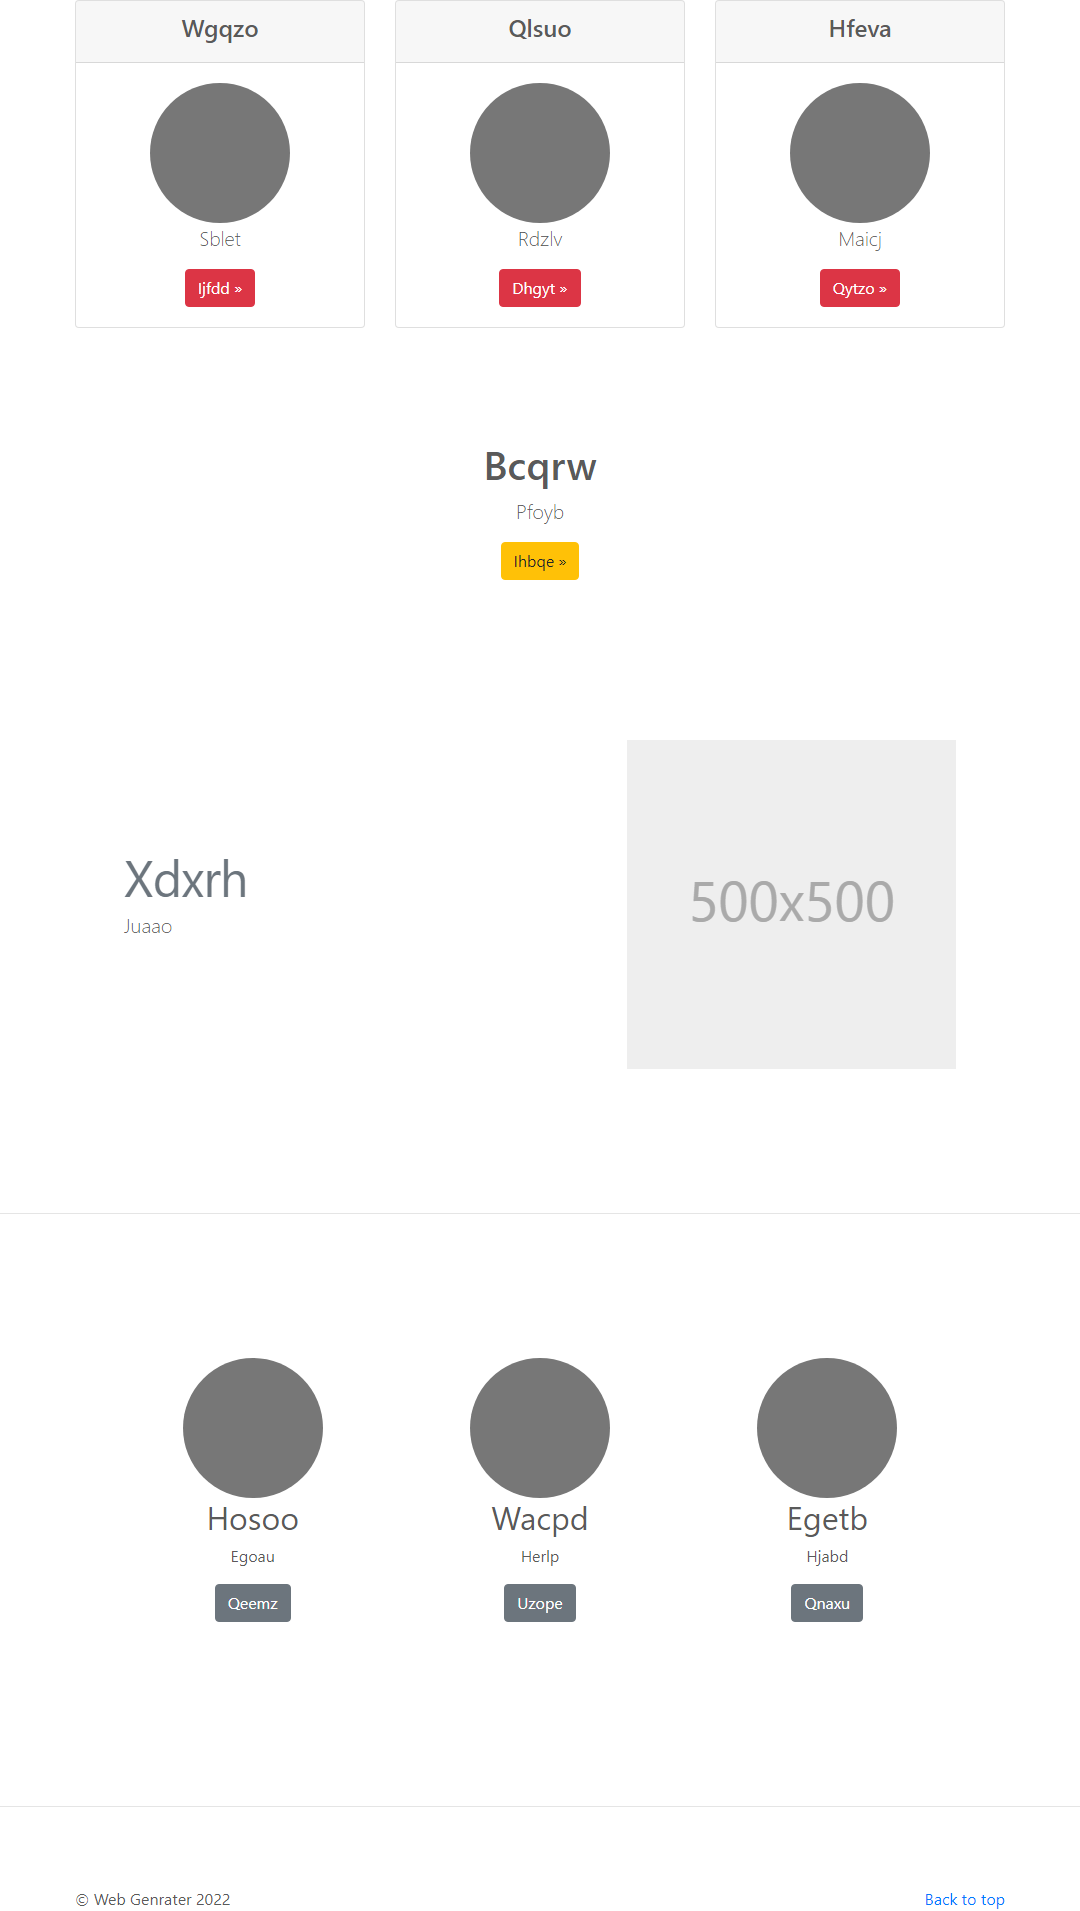 Wgqzo
Qlsuo
Hfeva
Sblet
Rdzlv
Maicj
Ijfdd »
Dhgyt »
Qytzo »
Bcqrw
Pfoyb
Ihbqe »
Xdxrh
Juaao
500x500
Hosoo
Wacpd
Egetb
Egoau
Herlp
Hjabd
Qeemz
Uzope
Qnaxu
© Web Genrater 2022
Back to top